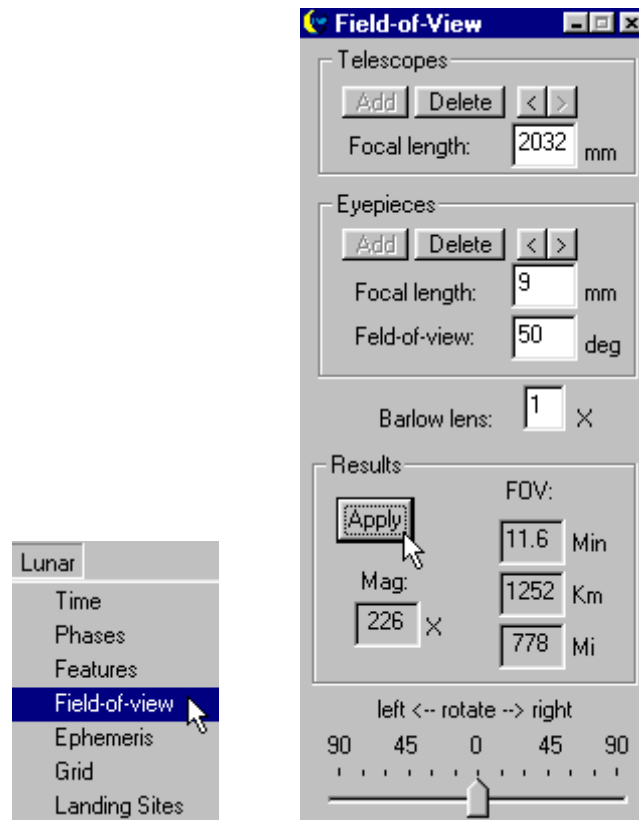 Lunar
Time
Phases
Features
Field-of-view
Ephemeris
Grid
Landing Sites
Field-of-View
Telescopes
Add Delete < >
Focal length: 2032 mm
Eyepieces
Add Delete < >
Focal length: 9 mm
Feld-of-view: 50 deg
Barlow lens: 1 X
Results
FOV:
Apply
11.6 Min
Mag:
1252 Km
226 X
778 Mi
left <-- rotate --> right
90 45 0 45 90